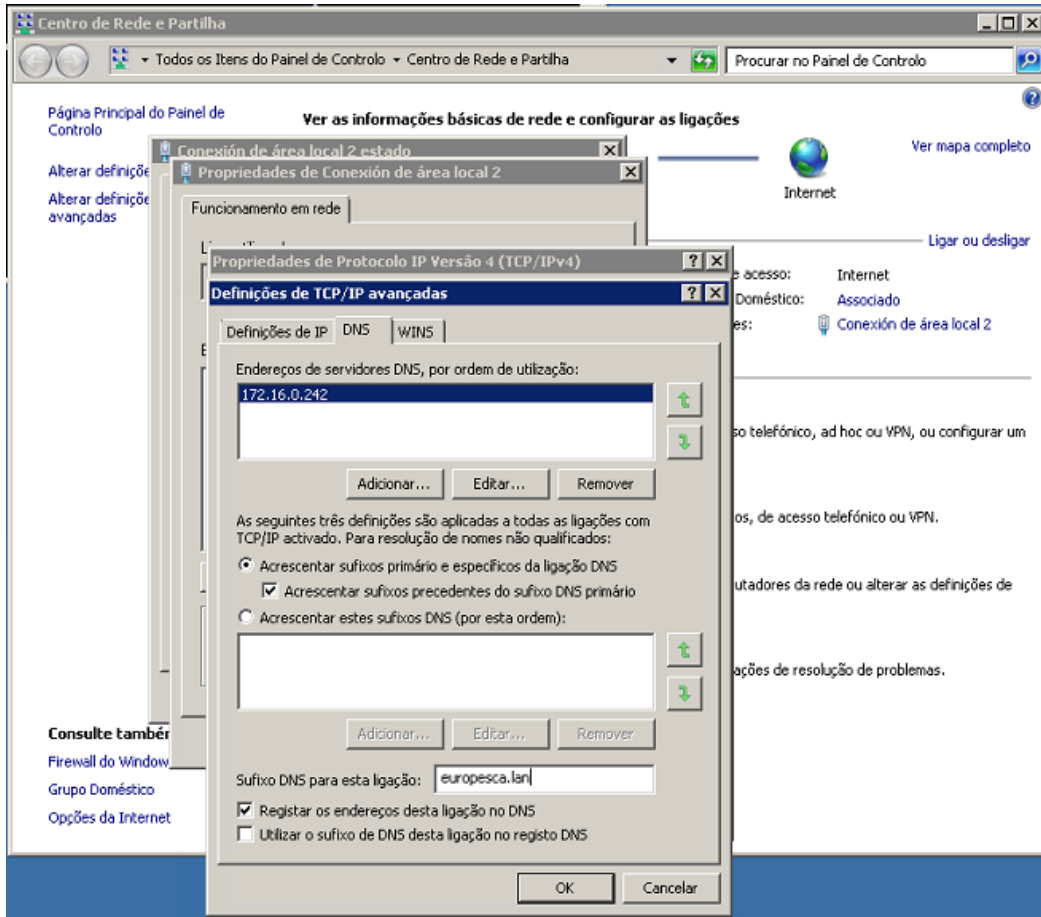 Centro de Rede e Partilha
Todos os Itens do Painel de Controlo
Centro de Rede e Partilha
Procurar no Painel de Controlo
Página Principal do Painel de
Controlo
Alterar definiçõe
Alterar definiçõe
avançadas
Ver as informações básicas de rede e configurar as ligações
Ver mapa completo
Internet
Ligar ou desligar
e acesso: Internet
Doméstico: Associado
es: Conexión de área local 2
so telefónico, ad hoc ou VPN, ou configurar um
os, de acesso telefónico ou VPN.
utadores da rede ou alterar as definições de
ações de resolução de problemas.
Consulte també
Firewall do Window
Grupo Doméstico
Opções da Internet
Conexión de área local 2 estado
Propriedades de Conexión de área local 2
Funcionamento em rede
Propriedades de Protocolo IP Versão 4 (TCP/IPv4)
Definições de TCP/IP avançadas
Definições de IP DNS WINS
Endereços de servidores DNS, por ordem de utilização:
172.16.0.242
Adicionar... Editar... Remover
As seguintes três definições são aplicadas a todas as ligações com
TCP/IP activado. Para resolução de nomes não qualificados:
Acrescentar sufixos primário e específicos da ligação DNS
Acrescentar sufixos precedentes do sufixo DNS primário
Acrescentar estes sufixos DNS (por esta ordem):
Adicionar... Editar... Remover
Sufixo DNS para esta ligação: europesca.lan
Registar os endereços desta ligação no DNS
Utilizar o sufixo de DNS desta ligação no registo DNS
OK Cancelar